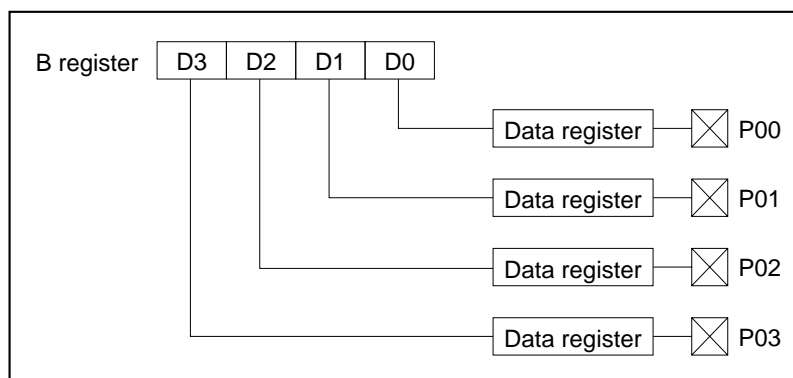 B register D3 D2 D1 D0
Data register P00
Data register P01
Data register P02
Data register P03